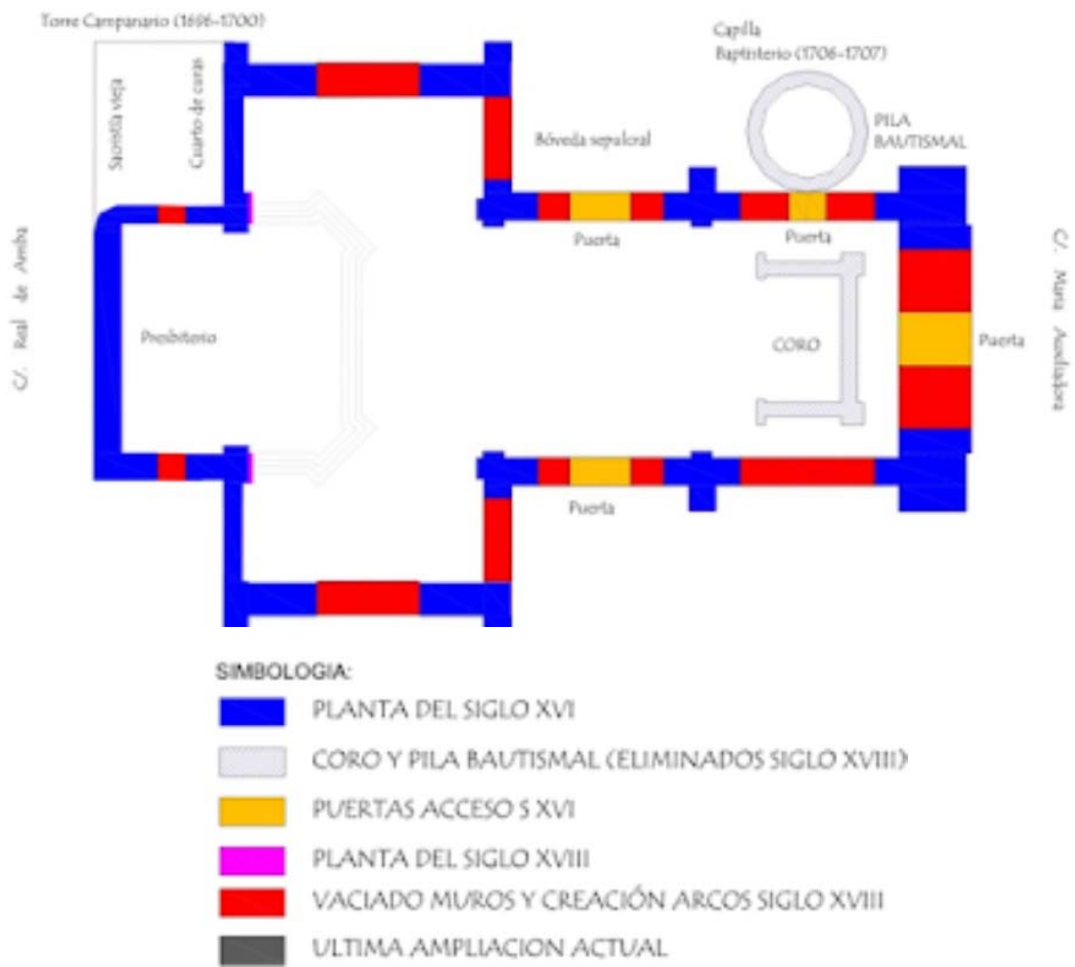 Torre Campanario (1696-1700)
Capilla
Baptisterio (1706-1707)
Sacristía vieja
Cuarto de curas
Bóveda sepulcral
PILA
BAUTISMAL
Puerta
Puerta
C/. Real de Arriba
Presbiterio
CORO
Puerta
C/. Maria Auxiliadora
Puerta
SIMBOLOGIA:
PLANTA DEL SIGLO XVI
CORO Y PILA BAUTISMAL (ELIMINADOS SIGLO XVIII)
PUERTAS ACCESO S XVI
PLANTA DEL SIGLO XVIII
VACIADO MUROS Y CREACIÓN ARCOS SIGLO XVIII
ULTIMA AMPLIACION ACTUAL